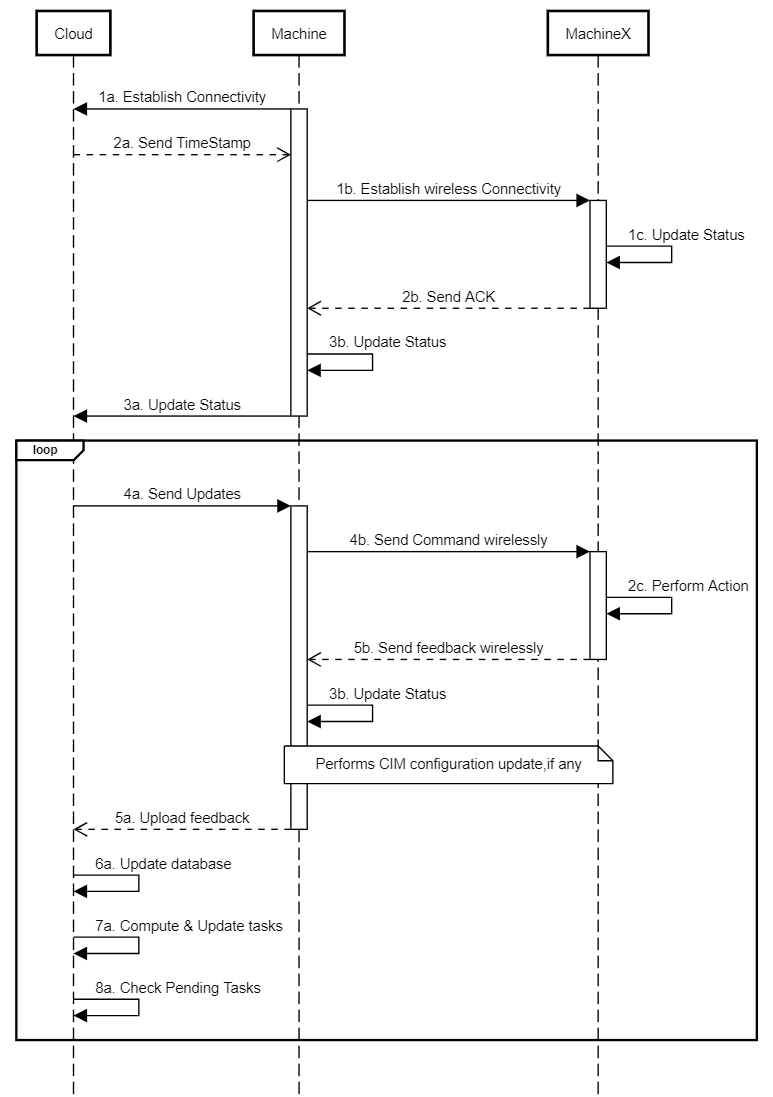 Cloud
Machine
MachineX
1a. Establish Connectivity
2a. Send TimeStamp
1b. Establish wireless Connectivity
1c. Update Status
2b. Send ACK
3b. Update Status
3a. Update Status
loop
4a. Send Updates
4b. Send Command wirelessly
2c. Perform Action
5b. Send feedback wirelessly
3b. Update Status
Performs CIM configuration update,if any
5a. Upload feedback
6a. Update database
7a. Compute & Update tasks
8a. Check Pending Tasks